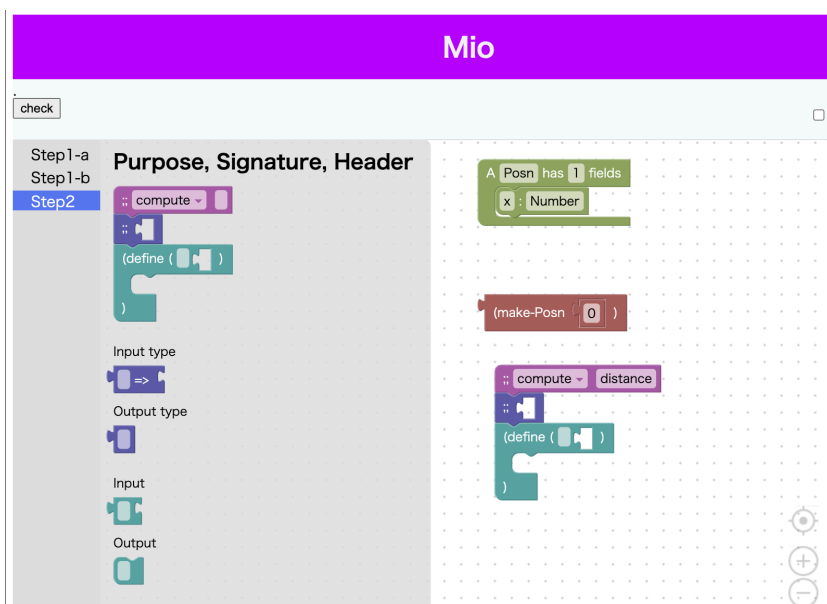 Mio
.
check
Step1-a
Step1-b
Step2
Purpose, Signature, Header
;; compute
;;
(define ( )
)
Input type
=>
Output type
Input
Output
A Posn has 1 fields
x : Number
(make-Posn 0 )
;; compute distance
;;
(define ( )
)